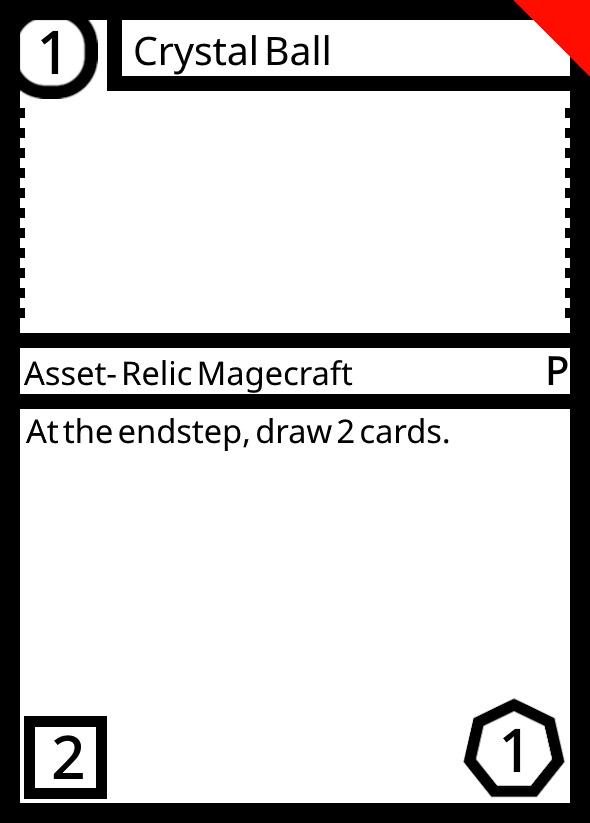 1
Crystal Ball
Asset- Relic Magecraft P
At the endstep, draw 2 cards.
2
1